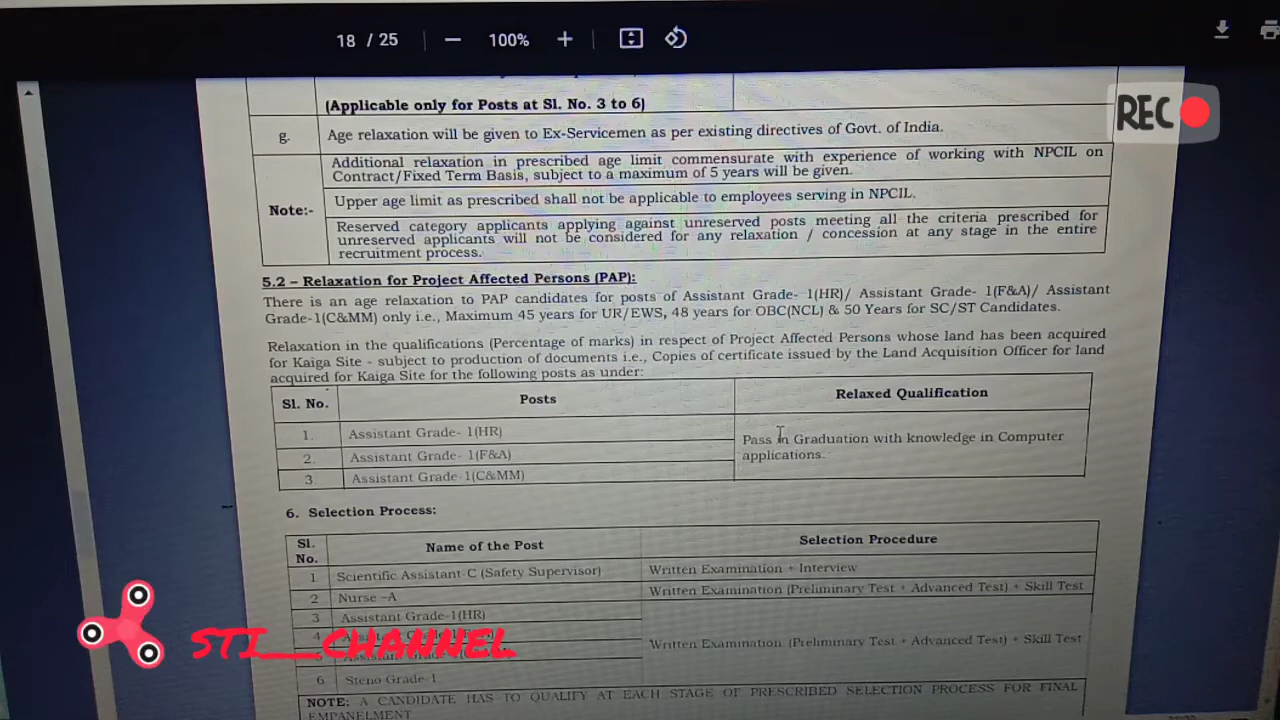 18 / 25
100%
(Applicable only for Posts at Sl. No. 3 to 6)
REC
g. Age relaxation will be given to Ex-Servicemen as per existing directives of Govt. of India.
Note:- Additional relaxation in prescribed age limit commensurate with experience of working with NPCIL on
Contract/Fixed Term Basis, subject to a maximum of 5 years will be given.
Upper age limit as prescribed shall not be applicable to employees serving in NPCIL.
Reserved category applicants applying against unreserved posts meeting all the criteria prescribed for
unreserved applicants will not be considered for any relaxation / concession at any stage in the entire
recruitment process.
5.2 – Relaxation for Project Affected Persons (PAP):
There is an age relaxation to PAP candidates for posts of Assistant Grade- 1(HR)/ Assistant Grade- 1(F&A)/ Assistant
Grade-1(C&MM) only i.e., Maximum 45 years for UR/EWS, 48 years for OBC(NCL) & 50 Years for SC/ST Candidates.
Relaxation in the qualifications (Percentage of marks) in respect of Project Affected Persons whose land has been acquired
for Kaiga Site - subject to production of documents i.e., Copies of certificate issued by the Land Acquisition Officer for land
acquired for Kaiga Site for the following posts as under:
Sl. No. Posts Relaxed Qualification
1. Assistant Grade- 1(HR)
2. Assistant Grade- 1(F&A)
3 Assistant Grade-1(C&MM)
Pass in Graduation with knowledge in Computer
applications.
6. Selection Process:
Sl.
No. Name of the Post Selection Procedure
1 Scientific Assistant-C (Safety Supervisor) Written Examination + Interview
2 Nurse –A Written Examination (Preliminary Test + Advanced Test) + Skill Test
3 Assistant Grade-1(HR)
4
Written Examination (Preliminary Test + Advanced Test) + Skill Test
6 Steno Grade-1
STI__CHANNEL
NOTE: A CANDIDATE HAS TO QUALIFY AT EACH STAGE OF PRESCRIBED SELECTION PROCESS FOR FINAL
EMPANELMENT